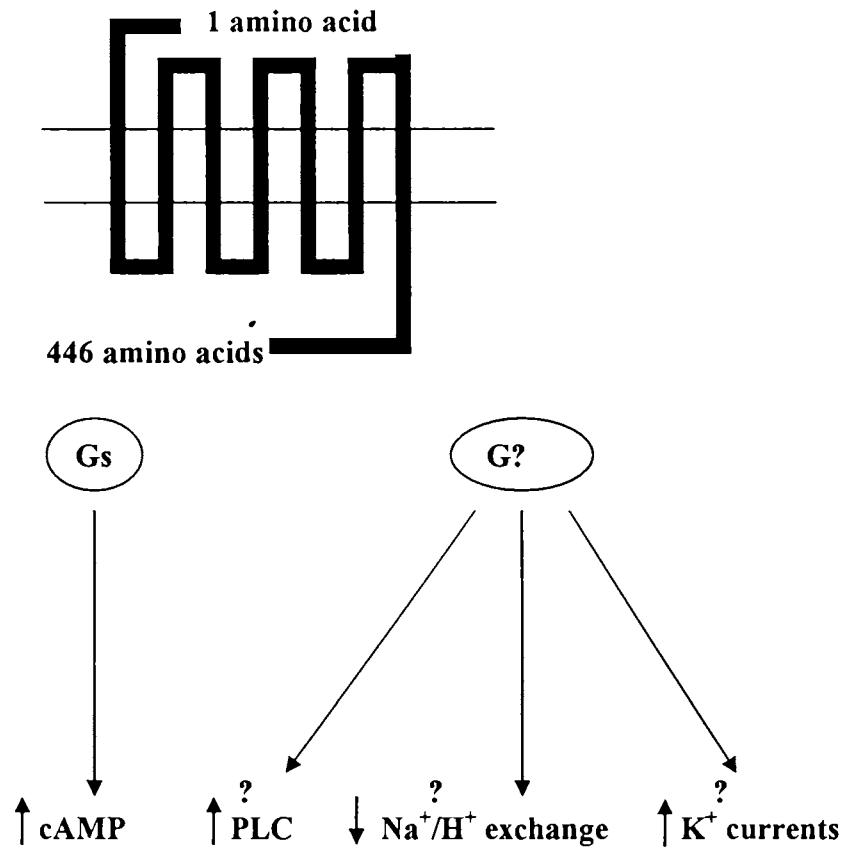 1 amino acid
446 amino acids
Gs G?
? ? ?
↑ cAMP ↑ PLC ↓ Na⁺/H⁺ exchange ↑ K⁺ currents